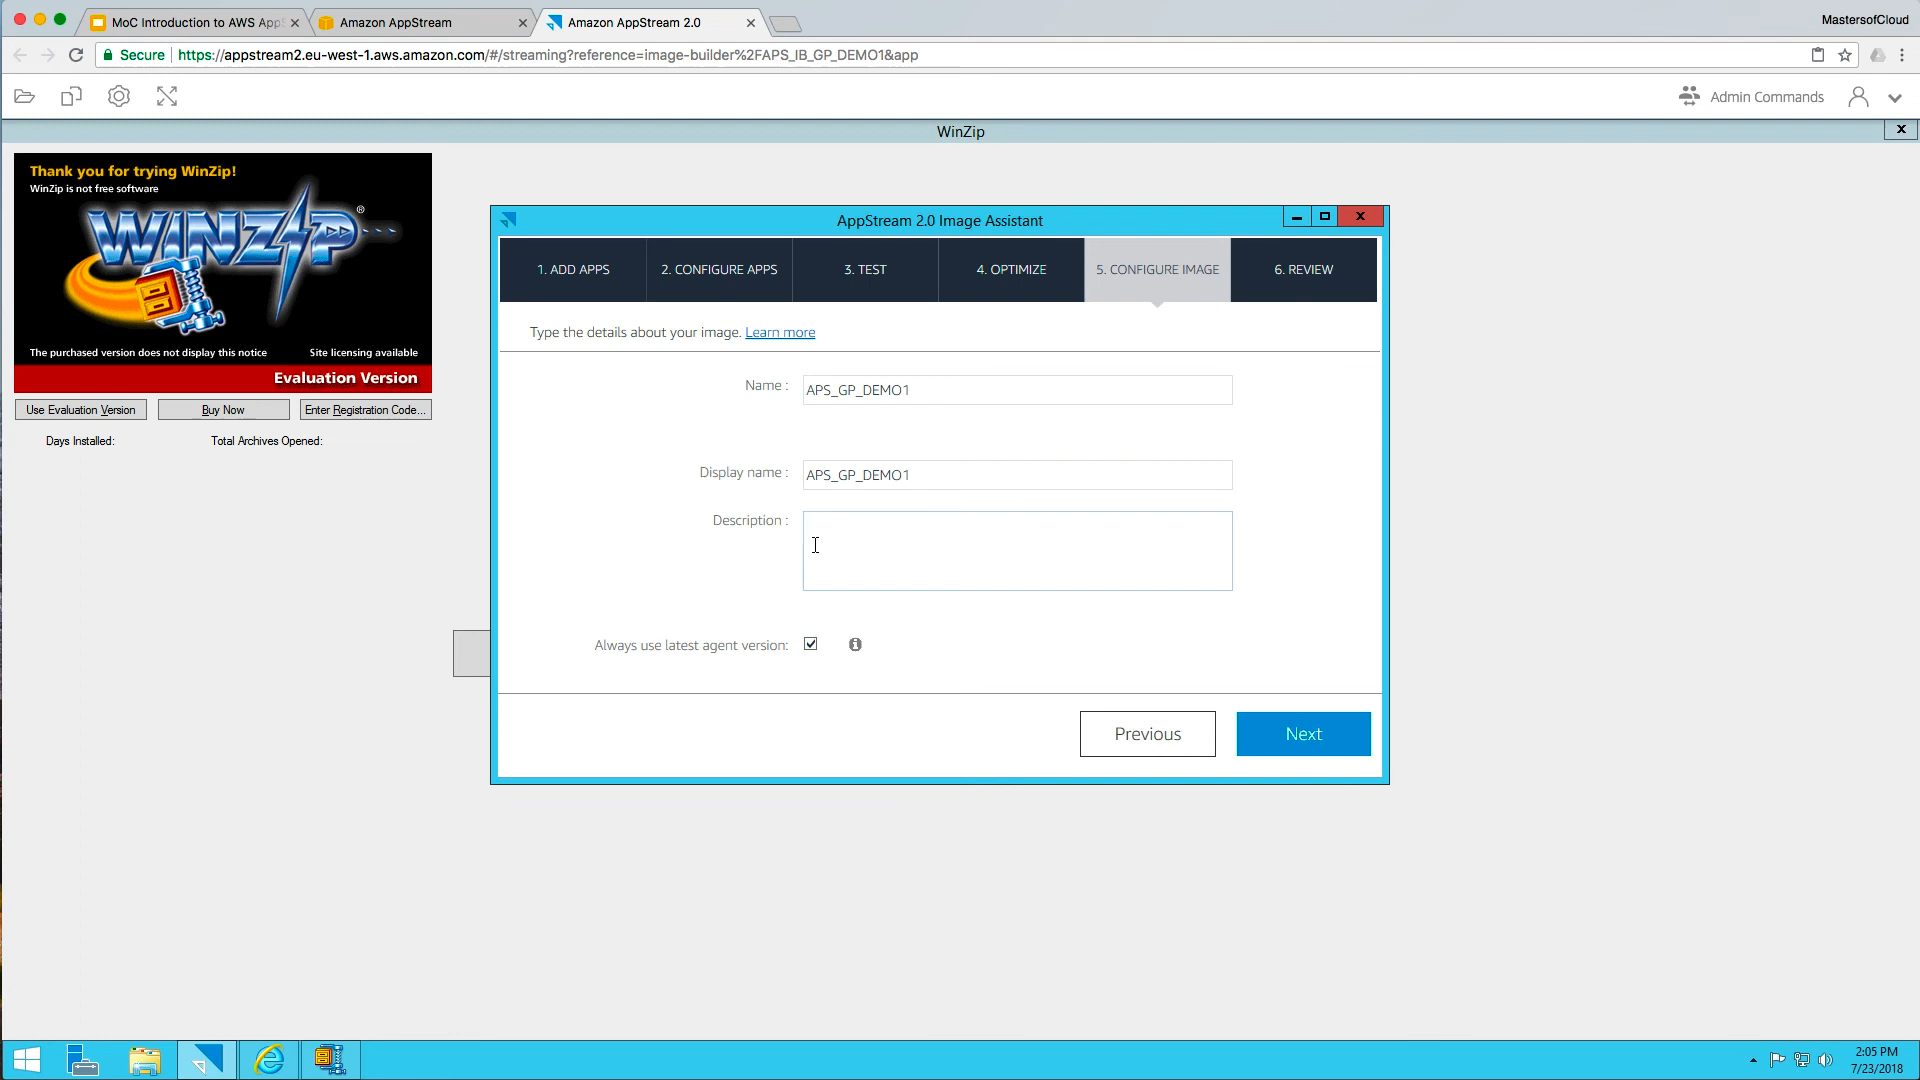 MoC Introduction to AWS AppS
Amazon AppStream
Amazon AppStream 2.0
MastersofCloud
Secure
https://appstream2.eu-west-1.aws.amazon.com/#/streaming?reference=image-builder%2FAPS_IB_GP_DEMO1&app
Admin Commands
WinZip
Thank you for trying WinZip!
WinZip is not free software
WINZIP®
The purchased version does not display this notice
Site licensing available
Evaluation Version
Use Evaluation Version
Buy Now
Enter Registration Code...
Days Installed:
Total Archives Opened:
AppStream 2.0 Image Assistant
1. ADD APPS
2. CONFIGURE APPS
3. TEST
4. OPTIMIZE
5. CONFIGURE IMAGE
6. REVIEW
Type the details about your image. Learn more
Name :
APS_GP_DEMO1
Display name :
APS_GP_DEMO1
Description :
Always use latest agent version:
Previous
Next
2:05 PM
7/23/2018